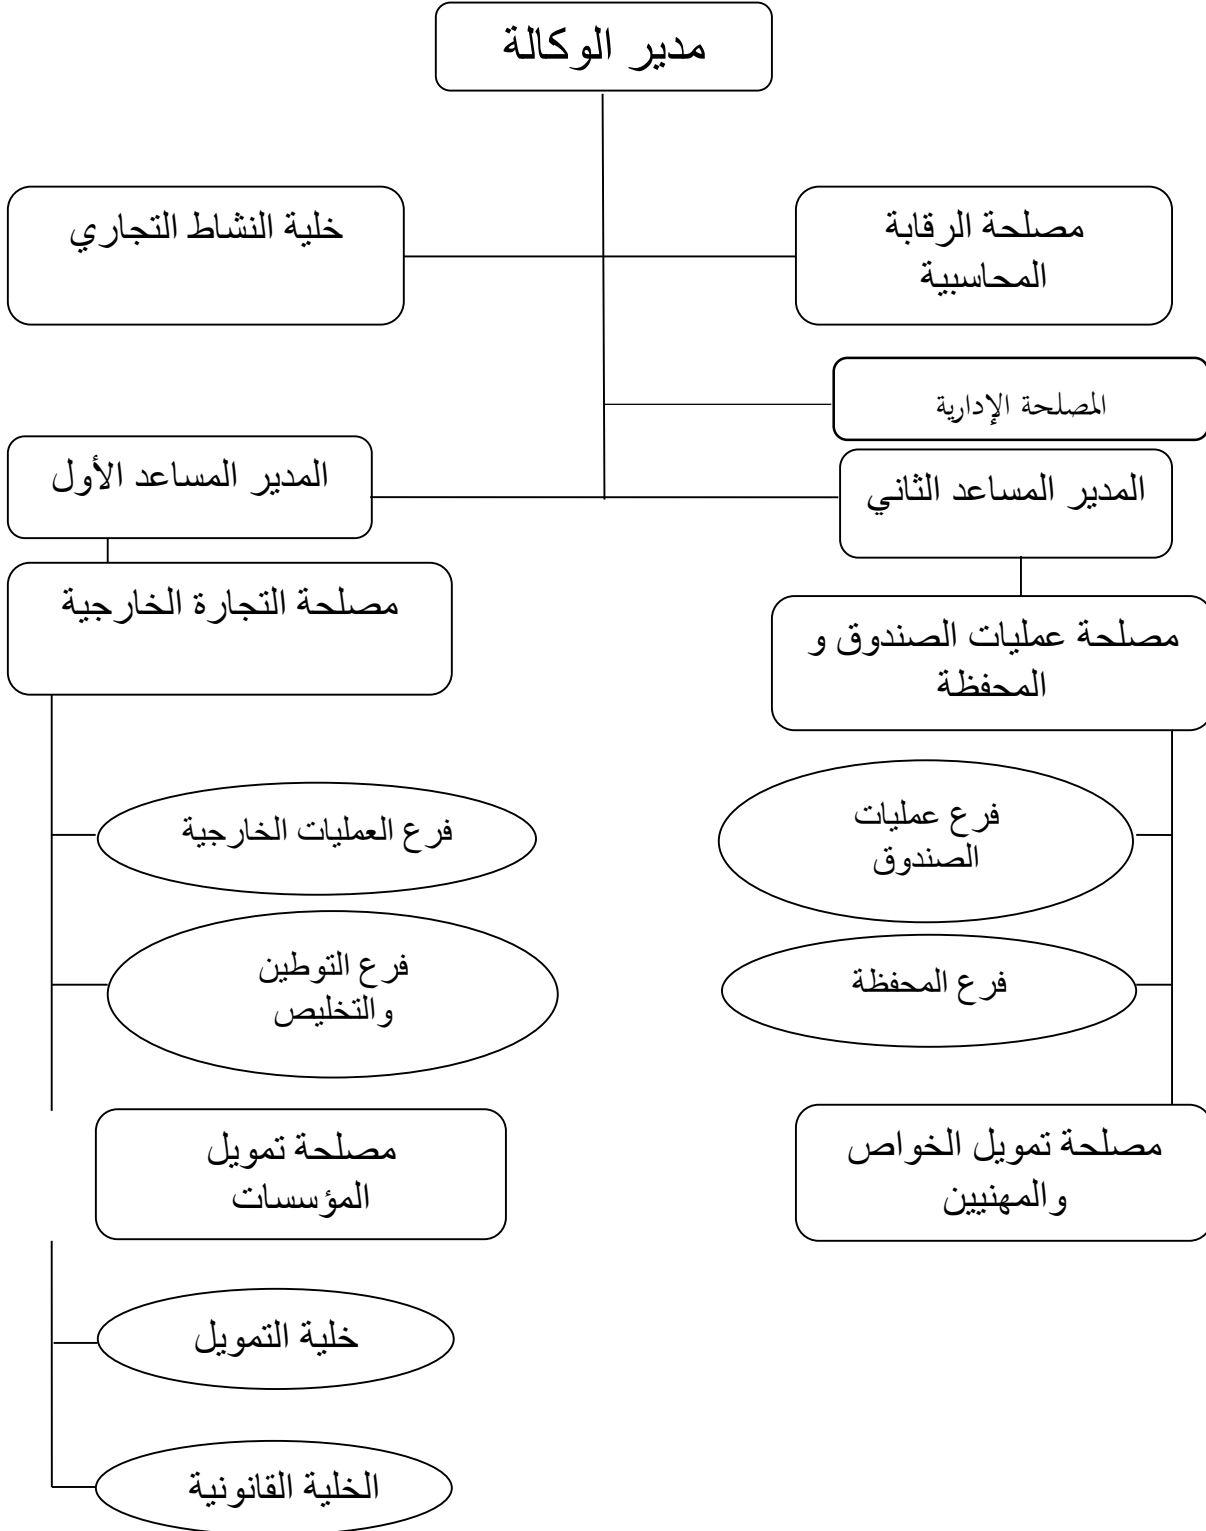 مدير الوكالة
مصلحة الرقابة
المحاسبية
خلية النشاط التجاري
المصلحة الإدارية
المدير المساعد الثاني
المدير المساعد الأول
مصلحة عمليات الصندوق و
المحفظة
مصلحة التجارة الخارجية
فرع عمليات
الصندوق
فرع العمليات الخارجية
فرع المحفظة
فرع التوطين
والتخليص
مصلحة تمويل الخواص
والمهنيين
مصلحة تمويل
المؤسسات
خلية التمويل
الخلية القانونية